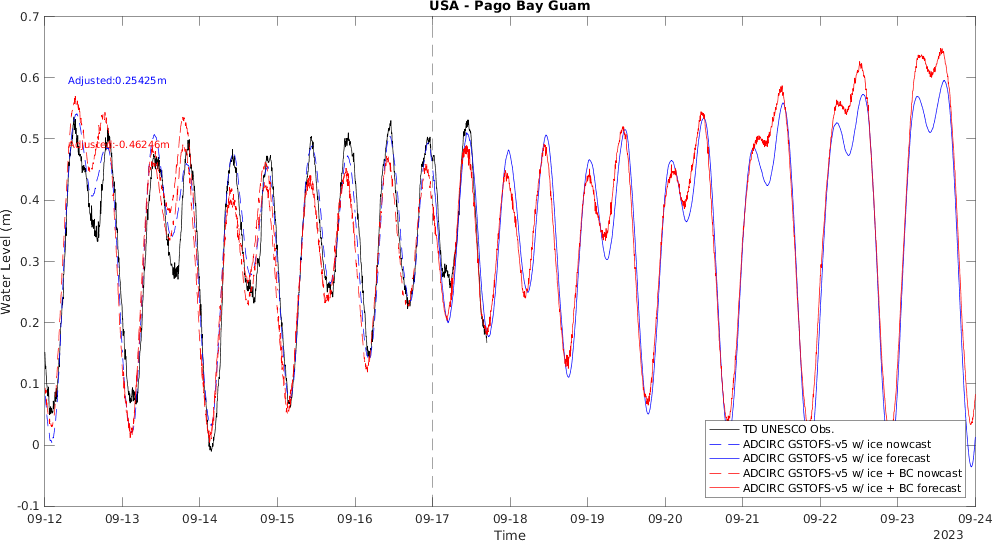 USA - Pago Bay Guam
0.7
0.6
0.5
0.4
0.3
0.2
0.1
0
-0.1
Water Level (m)
Adjusted:0.25425m
Adjusted:-0.46246m
TD UNESCO Obs.
ADCIRC GSTOFS-v5 w/ ice nowcast
ADCIRC GSTOFS-v5 w/ ice forecast
ADCIRC GSTOFS-v5 w/ ice + BC nowcast
ADCIRC GSTOFS-v5 w/ ice + BC forecast
09-12 09-13 09-14 09-15 09-16 09-17 09-18 09-19 09-20 09-21 09-22 09-23 09-24
Time
2023